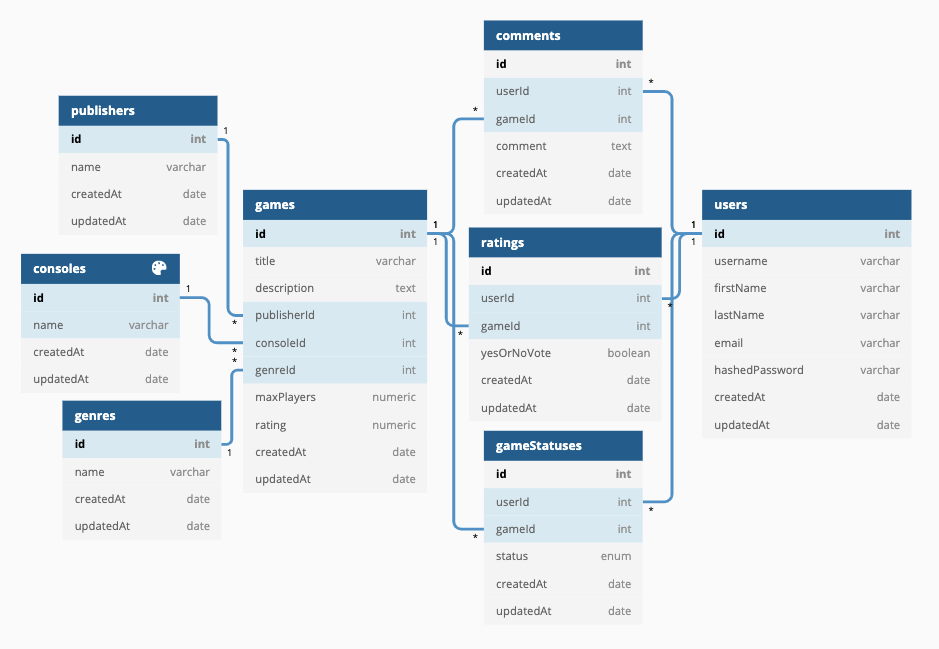 publishers
id int
name varchar
createdAt date
updatedAt date
1
consoles
id int
name varchar
createdAt date
updatedAt date
1
genres
id int
name varchar
createdAt date
updatedAt date
1
games
id int
title varchar
description text
publisherId int
consoleId int
genreId int
maxPlayers numeric
rating numeric
createdAt date
updatedAt date
*
*
*
1
1
comments
id int
userId int
gameId int
comment text
createdAt date
updatedAt date
*
*
ratings
id int
userId int
gameId int
yesOrNoVote boolean
createdAt date
updatedAt date
*
*
gameStatuses
id int
userId int
gameId int
status enum
createdAt date
updatedAt date
*
*
users
id int
username varchar
firstName varchar
lastName varchar
email varchar
hashedPassword varchar
createdAt date
updatedAt date
1
1